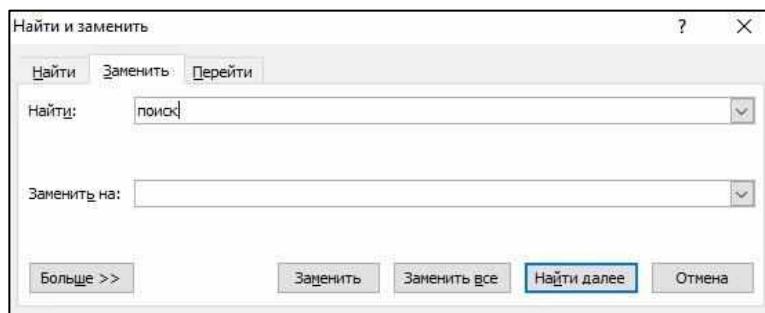 Найти и заменить ?
Найти Заменить Перейти
Найти: поиск
Заменить на:
Больше >> Заменить Заменить все Найти далее Отмена